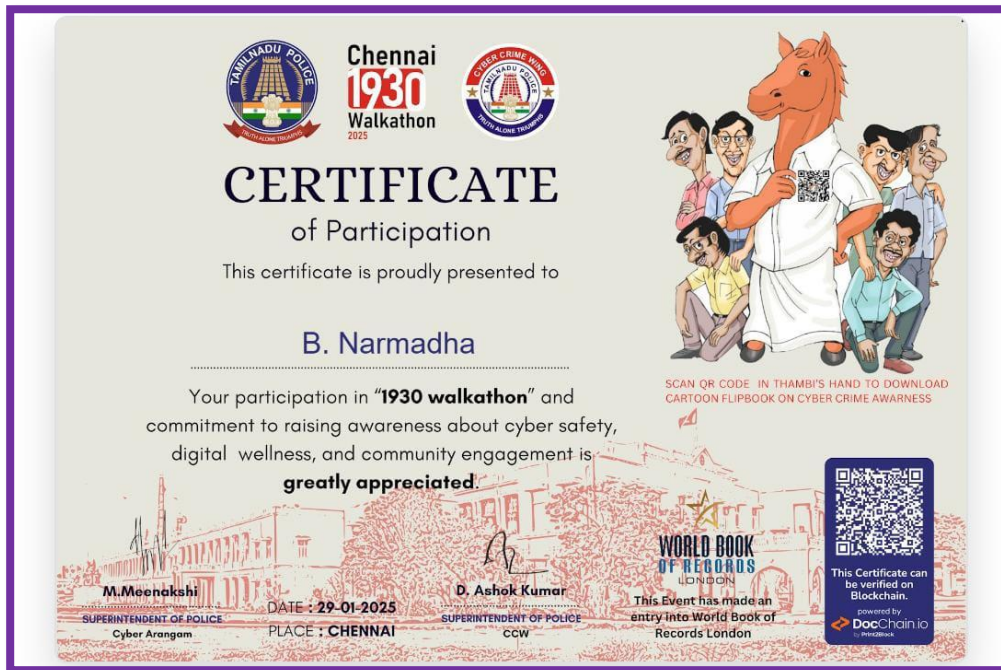 TAMILNADU POLICE
TRUTH ALONE TRIUMPHS
Chennai
1930
Walkathon
2025
CYBER CRIME WING
TAMILNADU POLICE
TRUTH ALONE TRIUMPHS
CERTIFICATE
of Participation
This certificate is proudly presented to
B. Narmadha
Your participation in "1930 walkathon" and
commitment to raising awareness about cyber safety,
digital wellness, and community engagement is
greatly appreciated.
SCAN QR CODE IN THAMBI'S HAND TO DOWNLOAD
CARTOON FLIPBOOK ON CYBER CRIME AWARNESS
M.Meenakshi
SUPERINTENDENT OF POLICE
Cyber Arangam
DATE : 29-01-2025
PLACE : CHENNAI
D. Ashok Kumar
SUPERINTENDENT OF POLICE
CCW
WORLD BOOK
OF RECORDS
LONDON
This Event has made an
entry into World Book of
Records London
This Certificate can
be verified on
Blockchain.
powered by
DocChain.io
by Print2Block